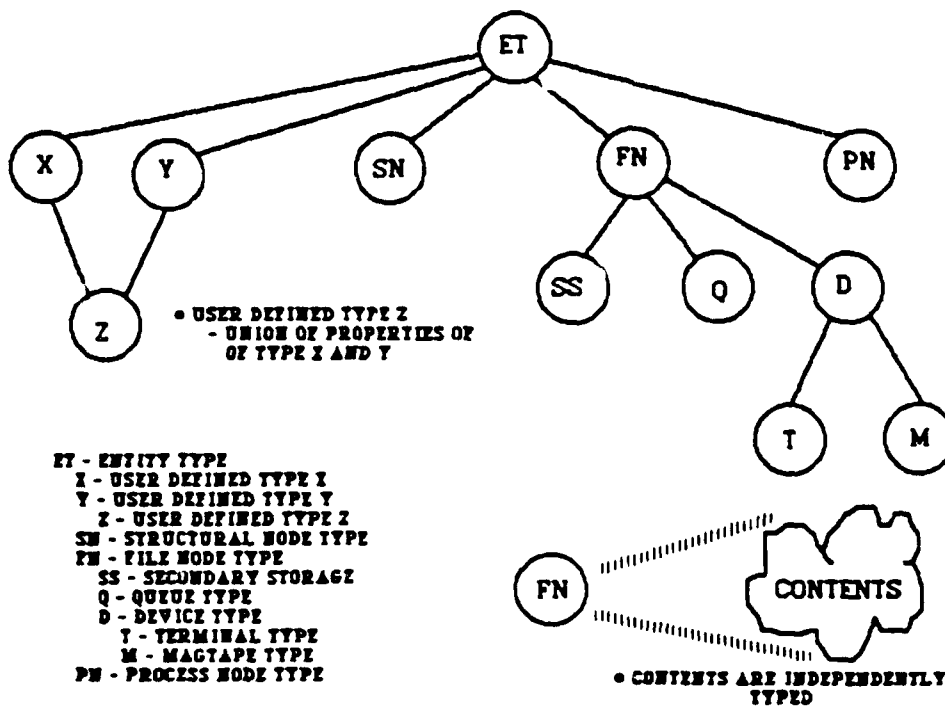 ET
X
Y
SN
FN
PN
SS
Q
D
Z
• USER DEFINED TYPE Z
- UNION OF PROPERTIES OF
OF TYPE X AND Y
T
M
ET - ENTITY TYPE
X - USER DEFINED TYPE X
Y - USER DEFINED TYPE Y
Z - USER DEFINED TYPE Z
SN - STRUCTURAL NODE TYPE
FN - FILE NODE TYPE
SS - SECONDARY STORAGE
Q - QUEUE TYPE
D - DEVICE TYPE
T - TERMINAL TYPE
M - MAGTAPE TYPE
PN - PROCESS NODE TYPE
FN
CONTENTS
• CONTENTS ARE INDEPENDENTLY
TYPED